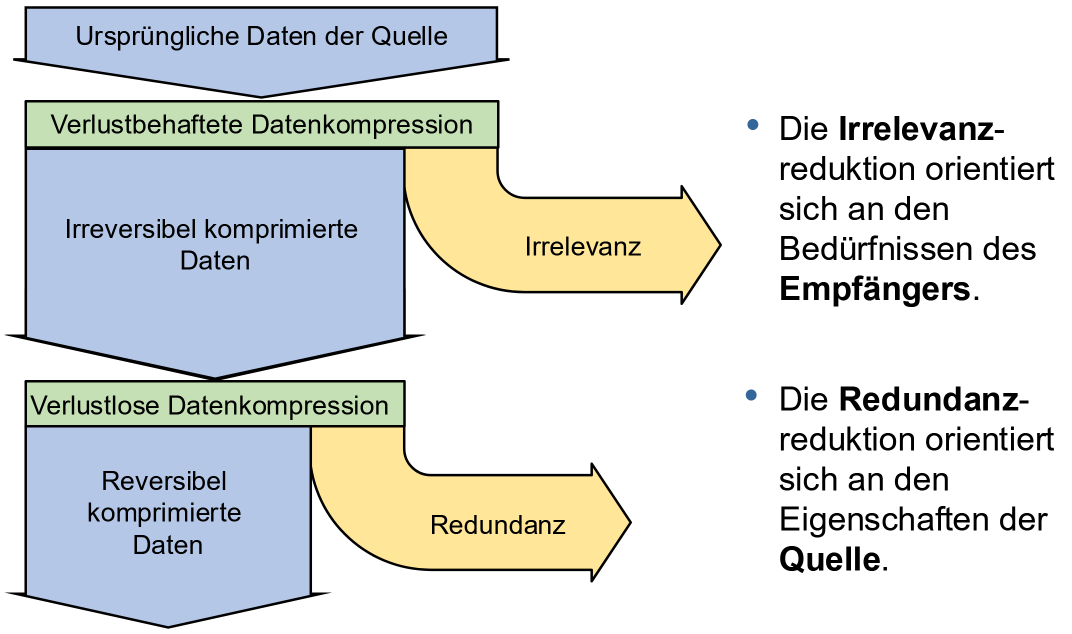 Ursprüngliche Daten der Quelle
Verlustbehaftete Datenkompression
Irreversibel komprimierte
Daten
Irrelevanz
• Die Irrelevanz-
reduktion orientiert
sich an den
Bedürfnissen des
Empfängers.
Verlustlose Datenkompression
Reversibel
komprimierte
Daten
Redundanz
• Die Redundanz-
reduktion orientiert
sich an den
Eigenschaften der
Quelle.